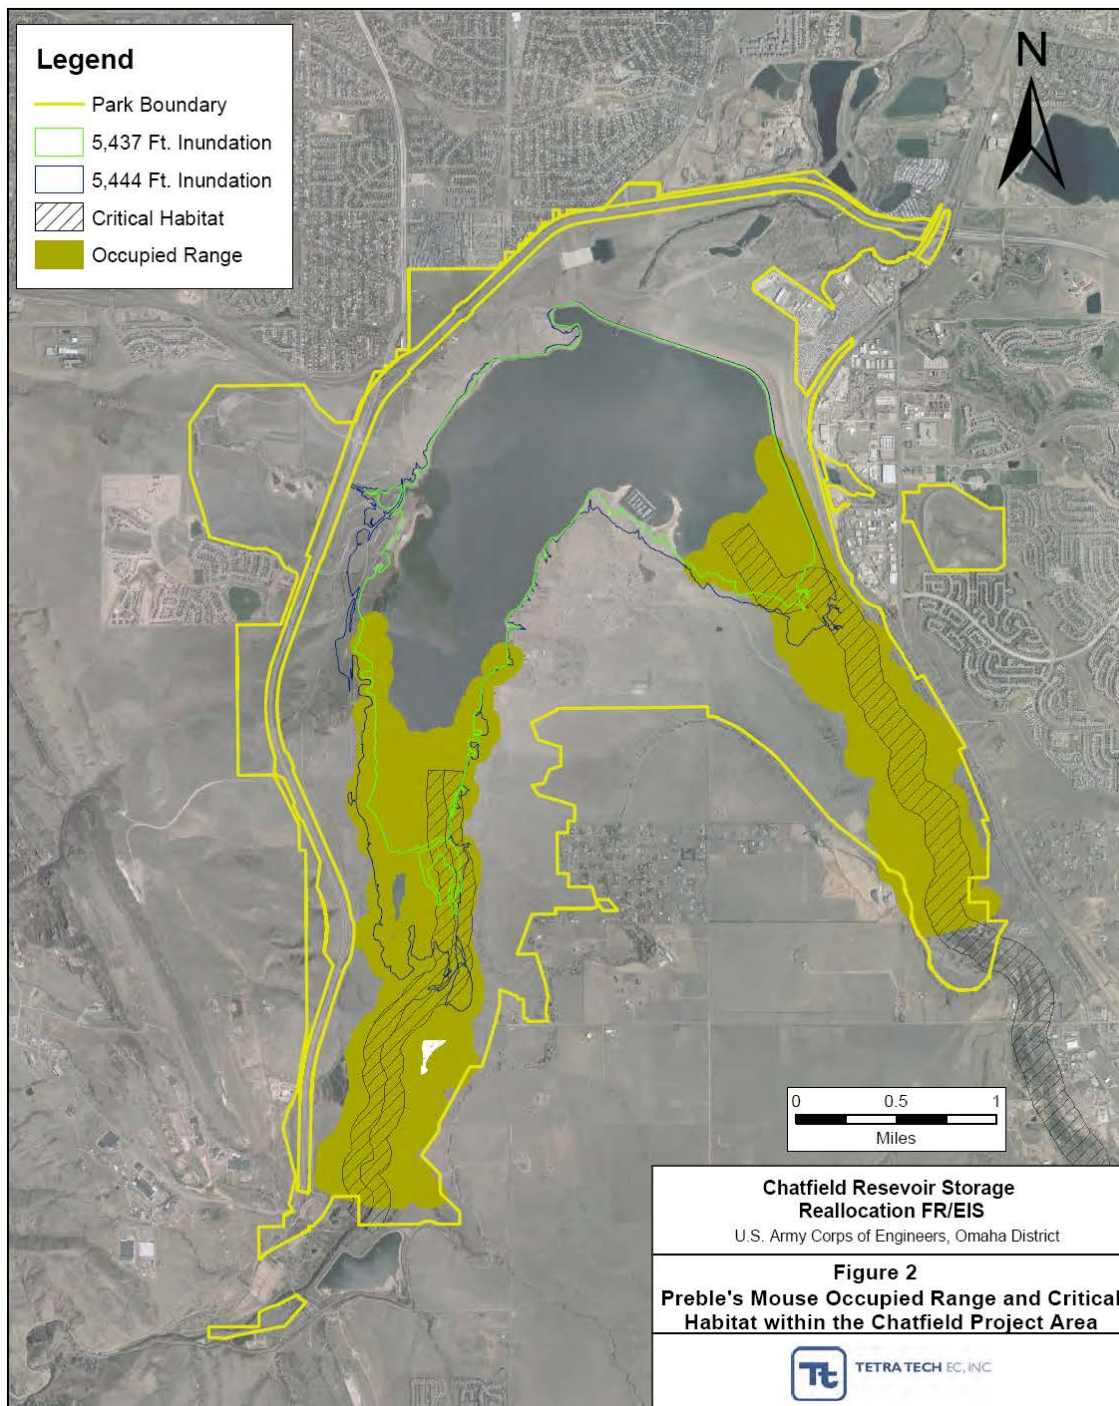 Legend
Park Boundary
5,437 Ft. Inundation
5,444 Ft. Inundation
Critical Habitat
Occupied Range
N
0 0.5 1
Miles
Chatfield Resevoir Storage
Reallocation FR/EIS
U.S. Army Corps of Engineers, Omaha District
Figure 2
Preble's Mouse Occupied Range and Critical
Habitat within the Chatfield Project Area
Tt TETRA TECH EC, INC